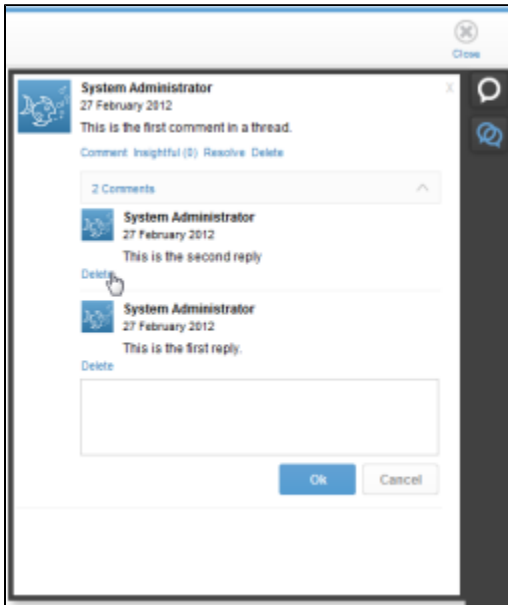 Close
System Administrator
X
27 February 2012
This is the first comment in a thread.
Comment Insightful (0) Resolve Delete
2 Comments
System Administrator
27 February 2012
This is the second reply
Delete
System Administrator
27 February 2012
This is the first reply.
Delete
Ok Cancel